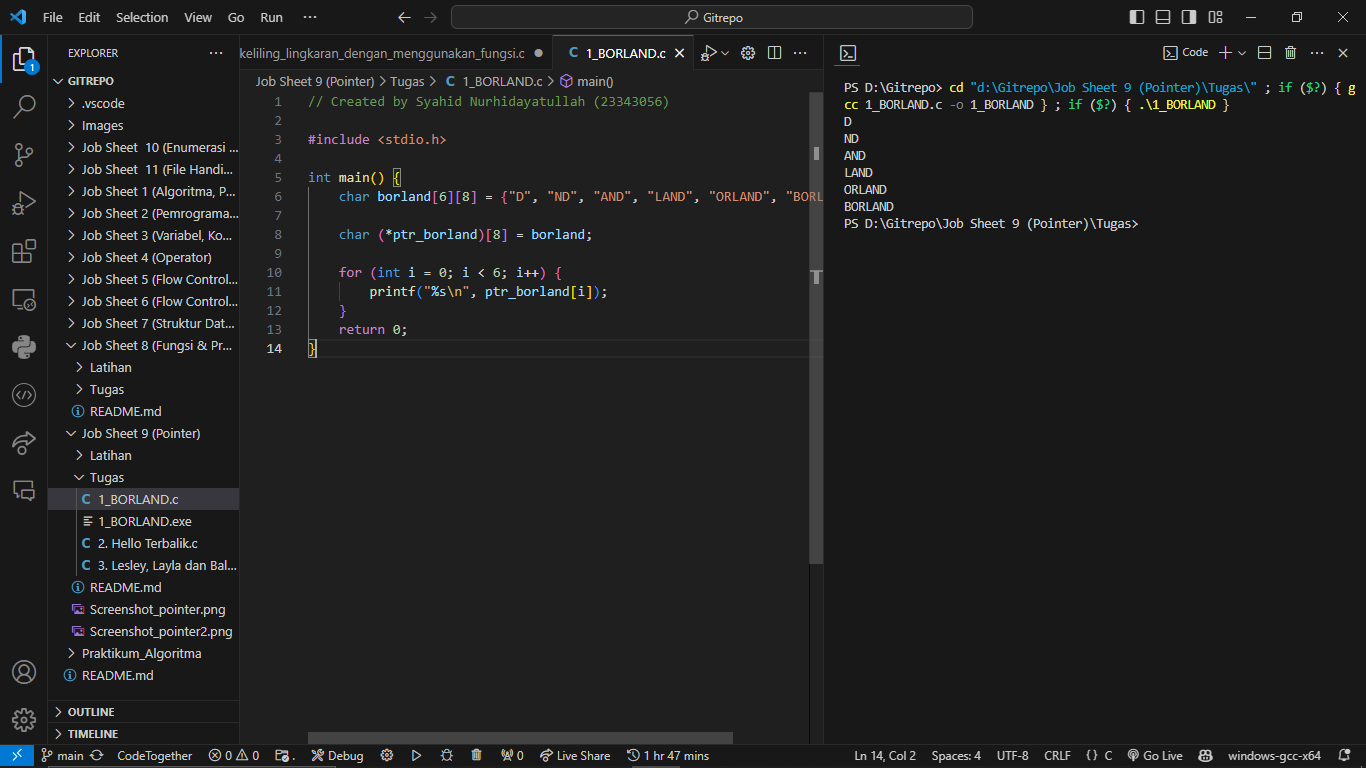 File Edit Selection View Go Run ··· Gitrepo
EXPLORER ···
GITREPO
.vscode
Images
Job Sheet 10 (Enumerasi ...
Job Sheet 11 (File Handi...
Job Sheet 1 (Algoritma, P...
Job Sheet 2 (Pemrograma...
Job Sheet 3 (Variabel, Ko...
Job Sheet 4 (Operator)
Job Sheet 5 (Flow Control...
Job Sheet 6 (Flow Control...
Job Sheet 7 (Struktur Dat...
Job Sheet 8 (Fungsi & Pr...
Latihan
Tugas
README.md
Job Sheet 9 (Pointer)
Latihan
Tugas
C 1_BORLAND.c
1_BORLAND.exe
C 2. Hello Terbalik.c
C 3. Lesley, Layla dan Bal...
README.md
Screenshot_pointer.png
Screenshot_pointer2.png
Praktikum_Algoritma
README.md
OUTLINE
TIMELINE
1
keliling_lingkaran_dengan_menggunakan_fungsi.c C 1_BORLAND.c ···
Job Sheet 9 (Pointer) > Tugas > C 1_BORLAND.c > main()
1 // Created by Syahid Nurhidayatullah (23343056)
2
3 #include <stdio.h>
4
5 int main() {
6 char borland[6][8] = {"D", "ND", "AND", "LAND", "ORLAND", "BORL
7
8 char (*ptr_borland)[8] = borland;
9
10 for (int i = 0; i < 6; i++) {
11 printf("%s\n", ptr_borland[i]);
12 }
13 return 0;
14 }
Code ···
PS D:\Gitrepo> cd "d:\Gitrepo\Job Sheet 9 (Pointer)\Tugas\" ; if ($?) { g
cc 1_BORLAND.c -o 1_BORLAND } ; if ($?) { .\1_BORLAND }
D
ND
AND
LAND
ORLAND
BORLAND
PS D:\Gitrepo\Job Sheet 9 (Pointer)\Tugas>
main CodeTogether 0 0 . Debug 0 Live Share 1 hr 47 mins Ln 14, Col 2 Spaces: 4 UTF-8 CRLF { } C Go Live windows-gcc-x64